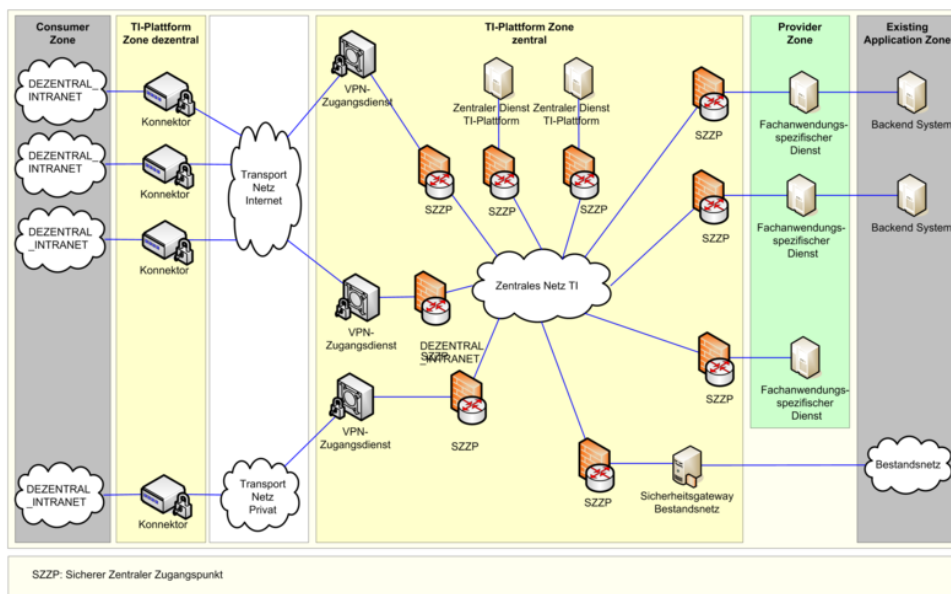 Consumer
Zone
TI-Plattform
Zone dezentral
TI-Plattform Zone
zentral
Provider
Zone
Existing
Application Zone
DEZENTRAL_
INTRANET
Konnektor
DEZENTRAL_
INTRANET
Konnektor
DEZENTRAL
_INTRANET
Konnektor
DEZENTRAL
_INTRANET
Konnektor
Transport
Netz
Internet
Transport
Netz
Privat
VPN-
Zugangsdienst
SZZP
VPN-
Zugangsdienst
SZZP
DEZENTRAL
_INTRANET
VPN-
Zugangsdienst
SZZP
Zentraler Dienst
TI-Plattform
SZZP
Zentraler Dienst
TI-Plattform
SZZP
Zentrales Netz TI
SZZP
Fachanwendungs-
spezifischer
Dienst
Backend System
SZZP
Fachanwendungs-
spezifischer
Dienst
Backend System
SZZP
Fachanwendungs-
spezifischer
Dienst
SZZP
Sicherheitsgateway
Bestandsnetz
Bestandsnetz
SZZP: Sicherer Zentraler Zugangspunkt